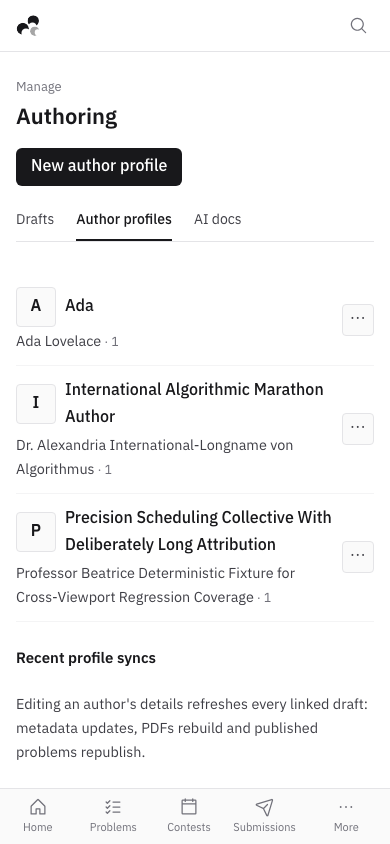 Manage
Authoring
New author profile
Drafts Author profiles AI docs
A Ada
Ada Lovelace · 1
...
International Algorithmic Marathon
I
Author
Dr. Alexandria International-Longname von
Algorithmus · 1
...
Precision Scheduling Collective With
P
Deliberately Long Attribution
Professor Beatrice Deterministic Fixture for
Cross-Viewport Regression Coverage · 1
...
Recent profile syncs
Editing an author's details refreshes every linked draft:
metadata updates, PDFs rebuild and published
problems republish.
Home Problems Contests Submissions More